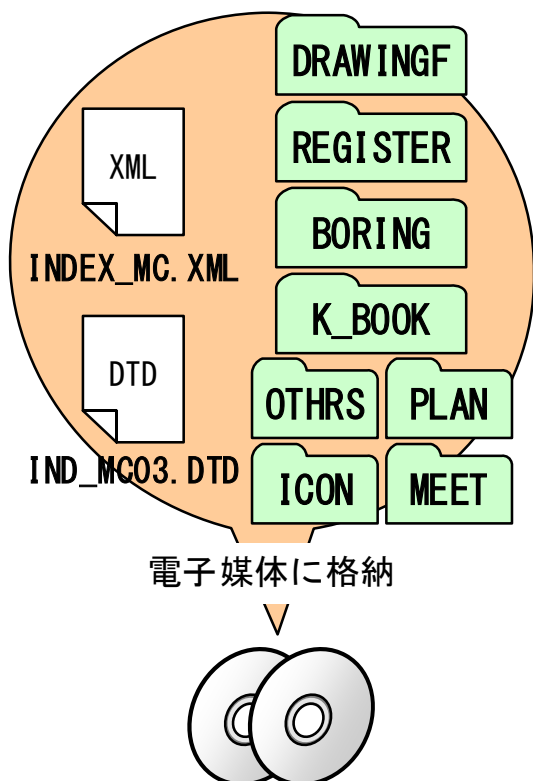 DRAWINGF
XML
REGISTER
INDEX_MC.XML
BORING
K_BOOK
DTD
OTHRS
PLAN
IND_MC03.DTD
ICON
MEET
電子媒体に格納